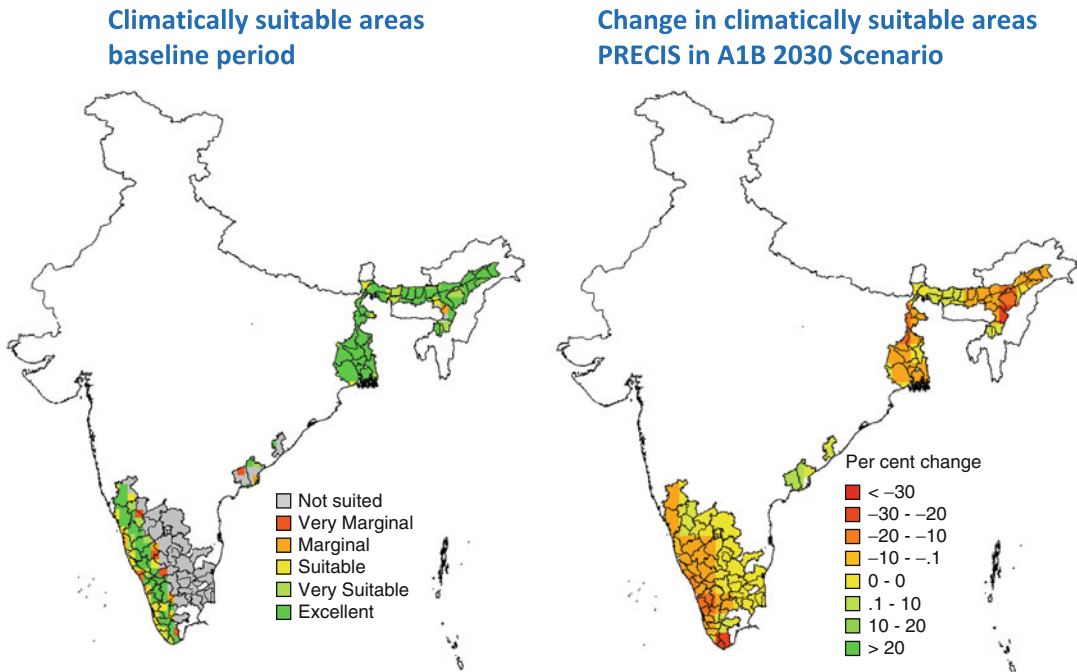 Climatically suitable areas
baseline period
Change in climatically suitable areas
PRECIS in A1B 2030 Scenario
Not suited
Very Marginal
Marginal
Suitable
Very Suitable
Excellent
Per cent change
< –30
–30 - –20
–20 - –10
–10 - –.1
0 - 0
.1 - 10
10 - 20
> 20